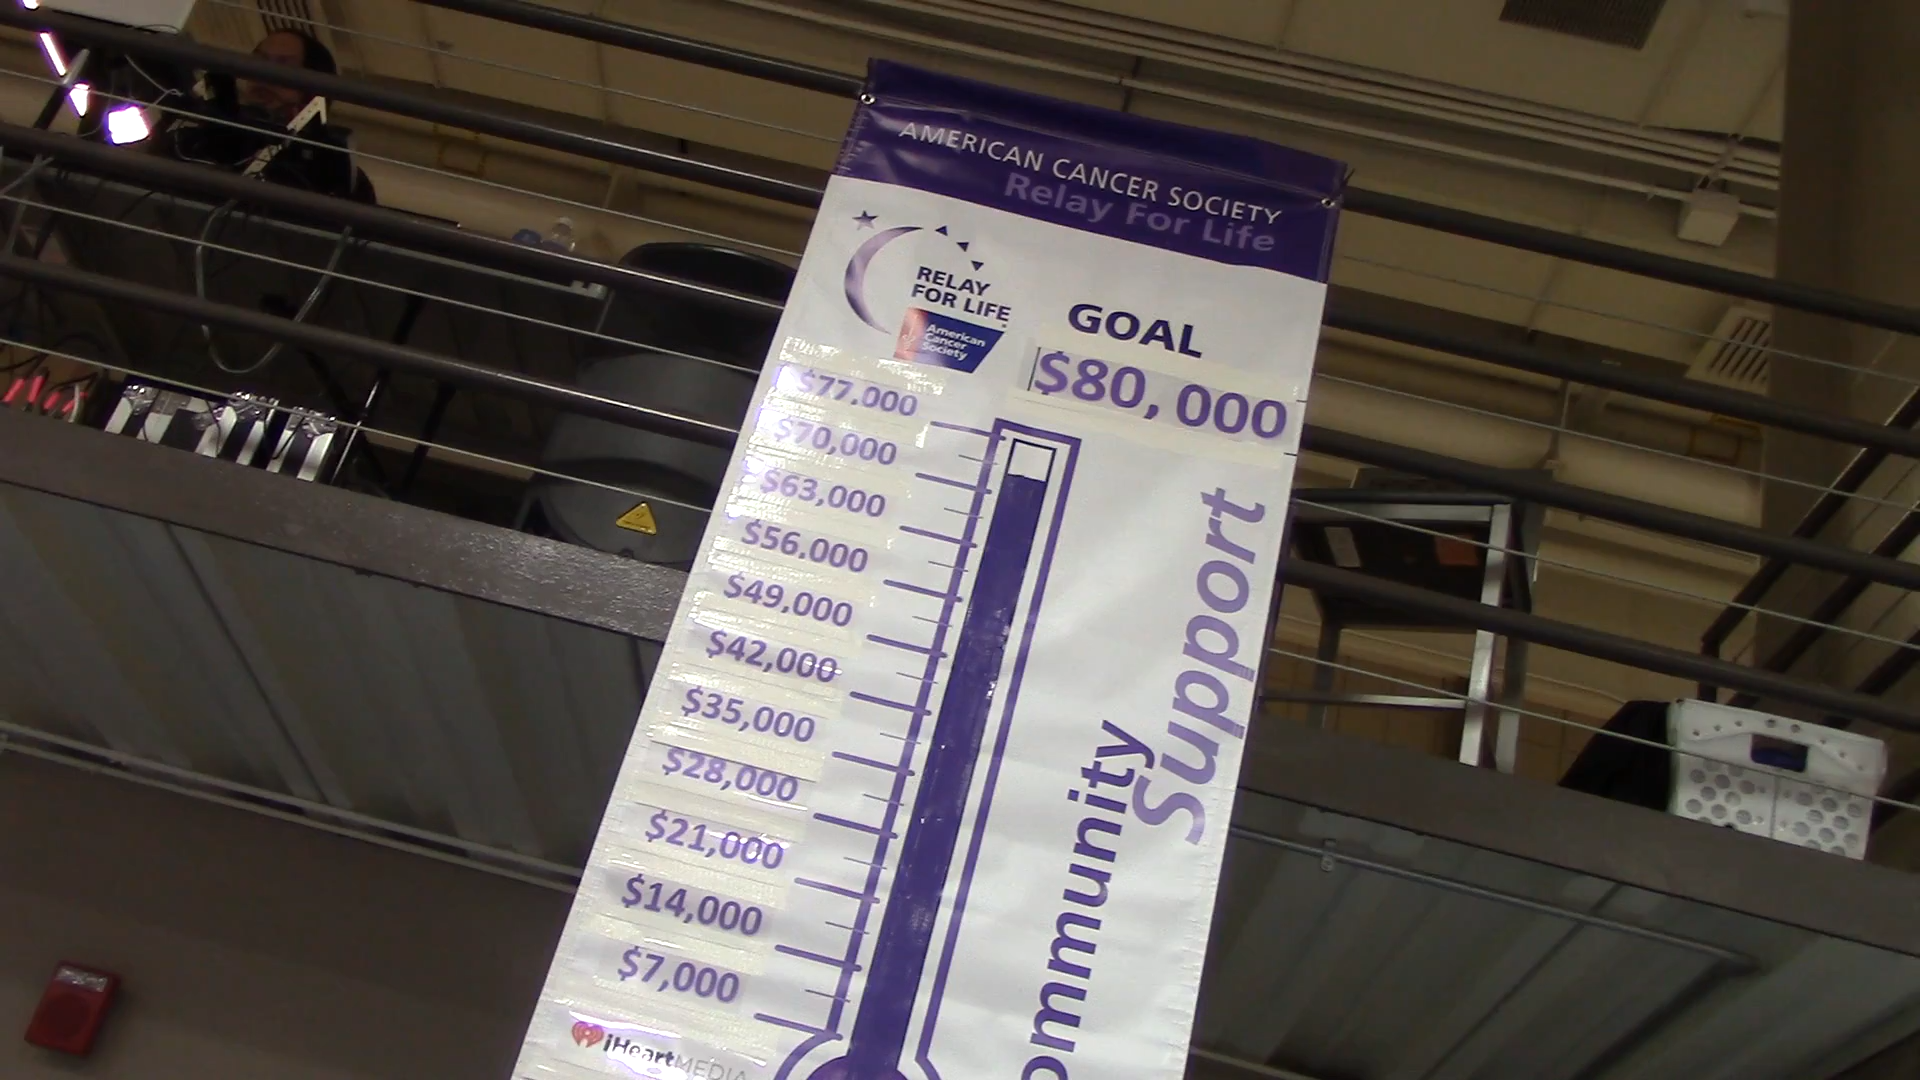 AMERICAN CANCER SOCIETY
Relay For Life
RELAY
FOR LIFE
American
Cancer
Society
GOAL
$80,000
$77,000
$70,000
$63,000
$56.000
$49,000
$42,000
$35,000
$28,000
$21,000
$14,000
$7,000
ommunity
Support
iHeartMEDIA